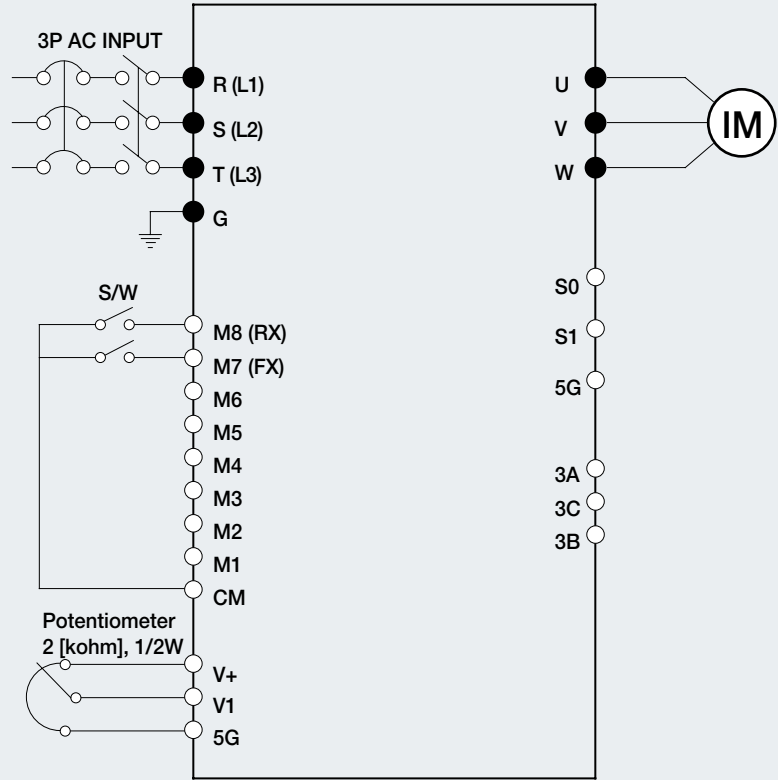 3P AC INPUT
R (L1)
S (L2)
T (L3)
G
U
V
W
IM
S/W
M8 (RX)
M7 (FX)
M6
M5
M4
M3
M2
M1
CM
S0
S1
5G
3A
3C
3B
Potentiometer
2 [kohm], 1/2W
V+
V1
5G